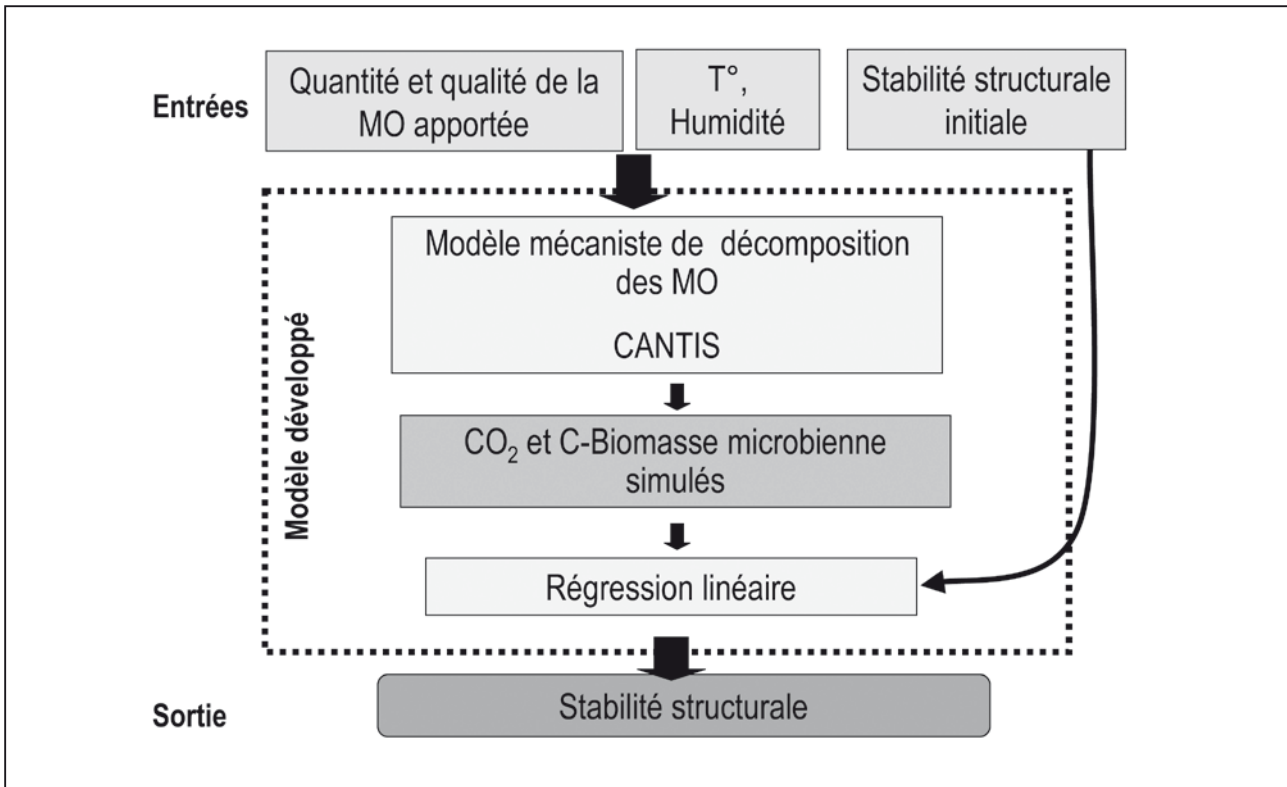 Entrées
Quantité et qualité de la
MO apportée
T°,
Humidité
Stabilité structurale
initiale
Modèle développé
Modèle mécaniste de décomposition
des MO
CANTIS
CO₂ et C-Biomasse microbienne
simulés
Régression linéaire
Sortie
Stabilité structurale